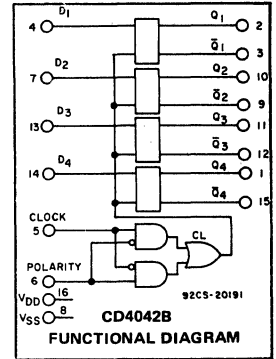 D1 Q1
4 2
Q̅1
3
D2 Q2
7 10
Q̅2
9
D3 Q3
13 11
Q̅3
12
D4 Q4
14 1
Q̅4
15
CLOCK CL
5
POLARITY
6 92CS-20191
VDD 16
VSS 8
CD4042B
FUNCTIONAL DIAGRAM